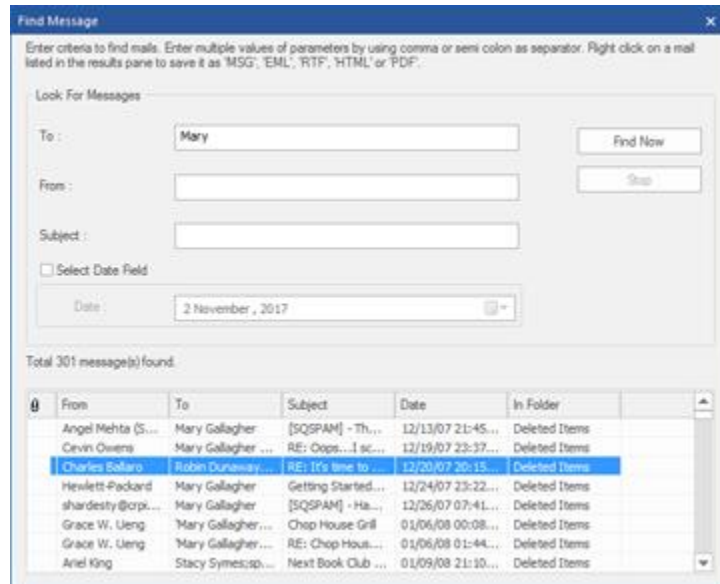 Find Message
Enter criteria to find mails. Enter multiple values of parameters by using comma or semi colon as separator. Right click on a mail
listed in the results pane to save it as 'MSG', 'EML', 'RTF', 'HTML' or 'PDF'.
Look For Messages
To : Mary Find Now
From : Stop
Subject :
Select Date Field
Date : 2 November , 2017
Total 301 message(s) found.
From To Subject Date In Folder
Angel Mehta (S... Mary Gallagher [SQSPAM] - Th... 12/13/07 21:45... Deleted Items
Cevin Owens Mary Gallagher ... RE: Oops...I sc... 12/19/07 23:37... Deleted Items
Charles Ballaro Robin Dunaway... RE: It's time to ... 12/20/07 20:15... Deleted Items
Hewlett-Packard Mary Gallagher Getting Started... 12/24/07 23:22... Deleted Items
shardesty@crpi... Mary Gallagher [SQSPAM] - Ha... 12/26/07 07:41... Deleted Items
Grace W. Ueng 'Mary Gallagher... Chop House Grill 01/06/08 00:08... Deleted Items
Grace W. Ueng 'Mary Gallagher... RE: Chop Hous... 01/06/08 01:44... Deleted Items
Ariel King Stacy Symes;sp... Next Book Club ... 01/09/08 21:10... Deleted Items